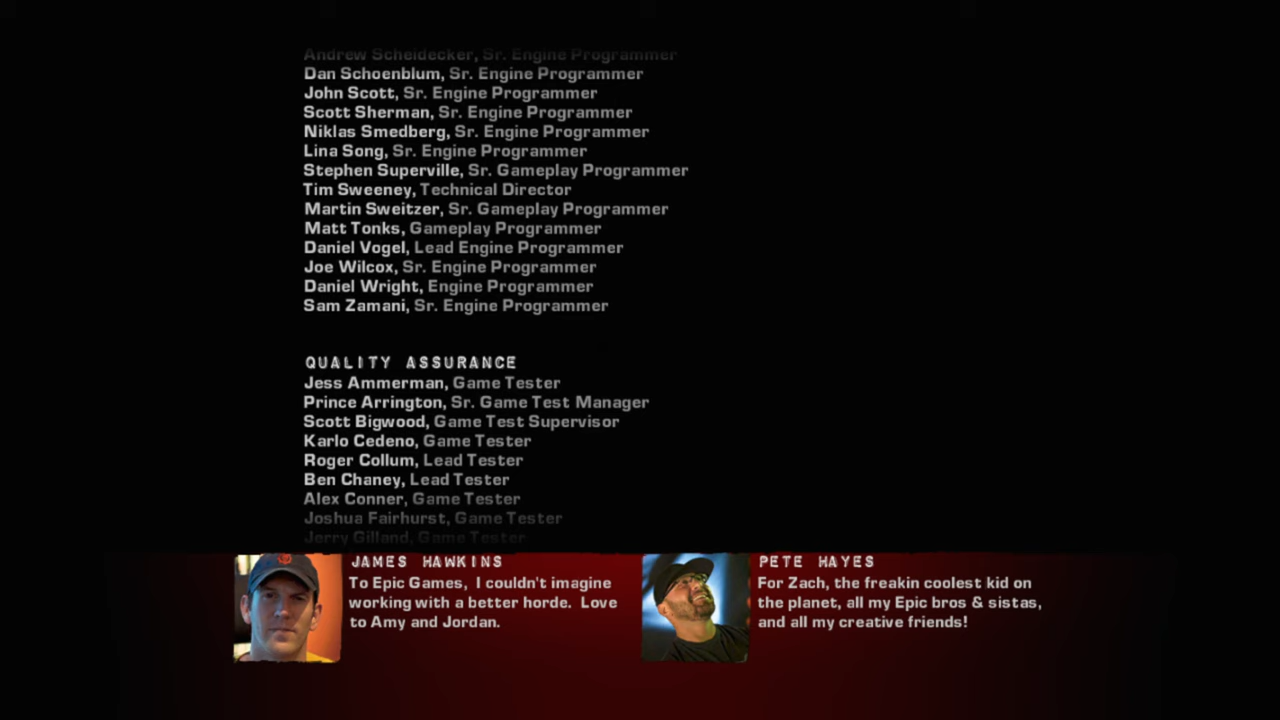 Andrew Scheidecker, Sr. Engine Programmer
Dan Schoenblum, Sr. Engine Programmer
John Scott, Sr. Engine Programmer
Scott Sherman, Sr. Engine Programmer
Niklas Smedberg, Sr. Engine Programmer
Lina Song, Sr. Engine Programmer
Stephen Superville, Sr. Gameplay Programmer
Tim Sweeney, Technical Director
Martin Sweitzer, Sr. Gameplay Programmer
Matt Tonks, Gameplay Programmer
Daniel Vogel, Lead Engine Programmer
Joe Wilcox, Sr. Engine Programmer
Daniel Wright, Engine Programmer
Sam Zamani, Sr. Engine Programmer
QUALITY ASSURANCE
Jess Ammerman, Game Tester
Prince Arrington, Sr. Game Test Manager
Scott Bigwood, Game Test Supervisor
Karlo Cedeno, Game Tester
Roger Collum, Lead Tester
Ben Chaney, Lead Tester
Alex Conner, Game Tester
Joshua Fairhurst, Game Tester
Jerry Gilland, Game Tester
JAMES HAWKINS
To Epic Games, I couldn't imagine
working with a better horde. Love
to Amy and Jordan.
PETE HAYES
For Zach, the freakin coolest kid on
the planet, all my Epic bros & sistas,
and all my creative friends!